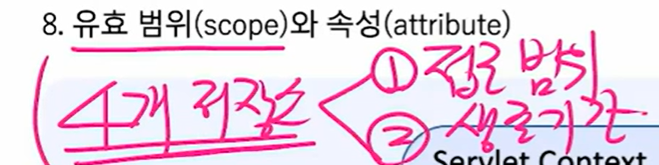 8. 유효 범위(scope)와 속성(attribute)
① 접근 범위
4개 저장소
② 생존기간
Servlet Context